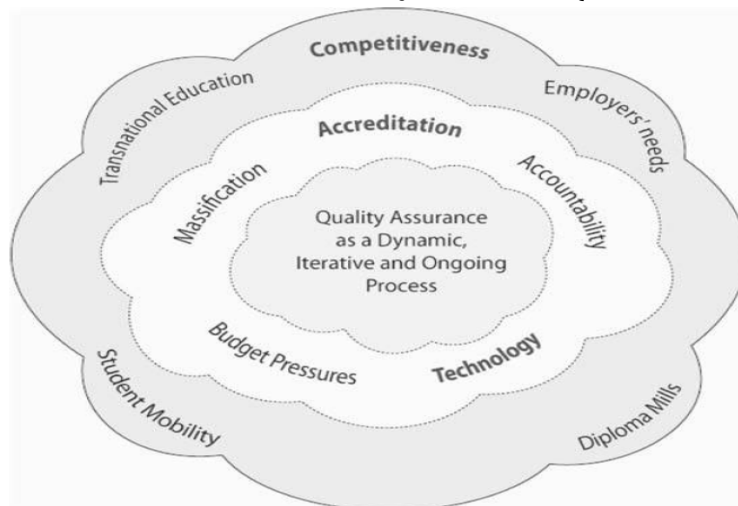 Competitiveness
Transnational Education
Employers' needs
Accreditation
Massification
Accountability
Quality Assurance
as a Dynamic,
Iterative and Ongoing
Process
Budget Pressures
Technology
Student Mobility
Diploma Mills